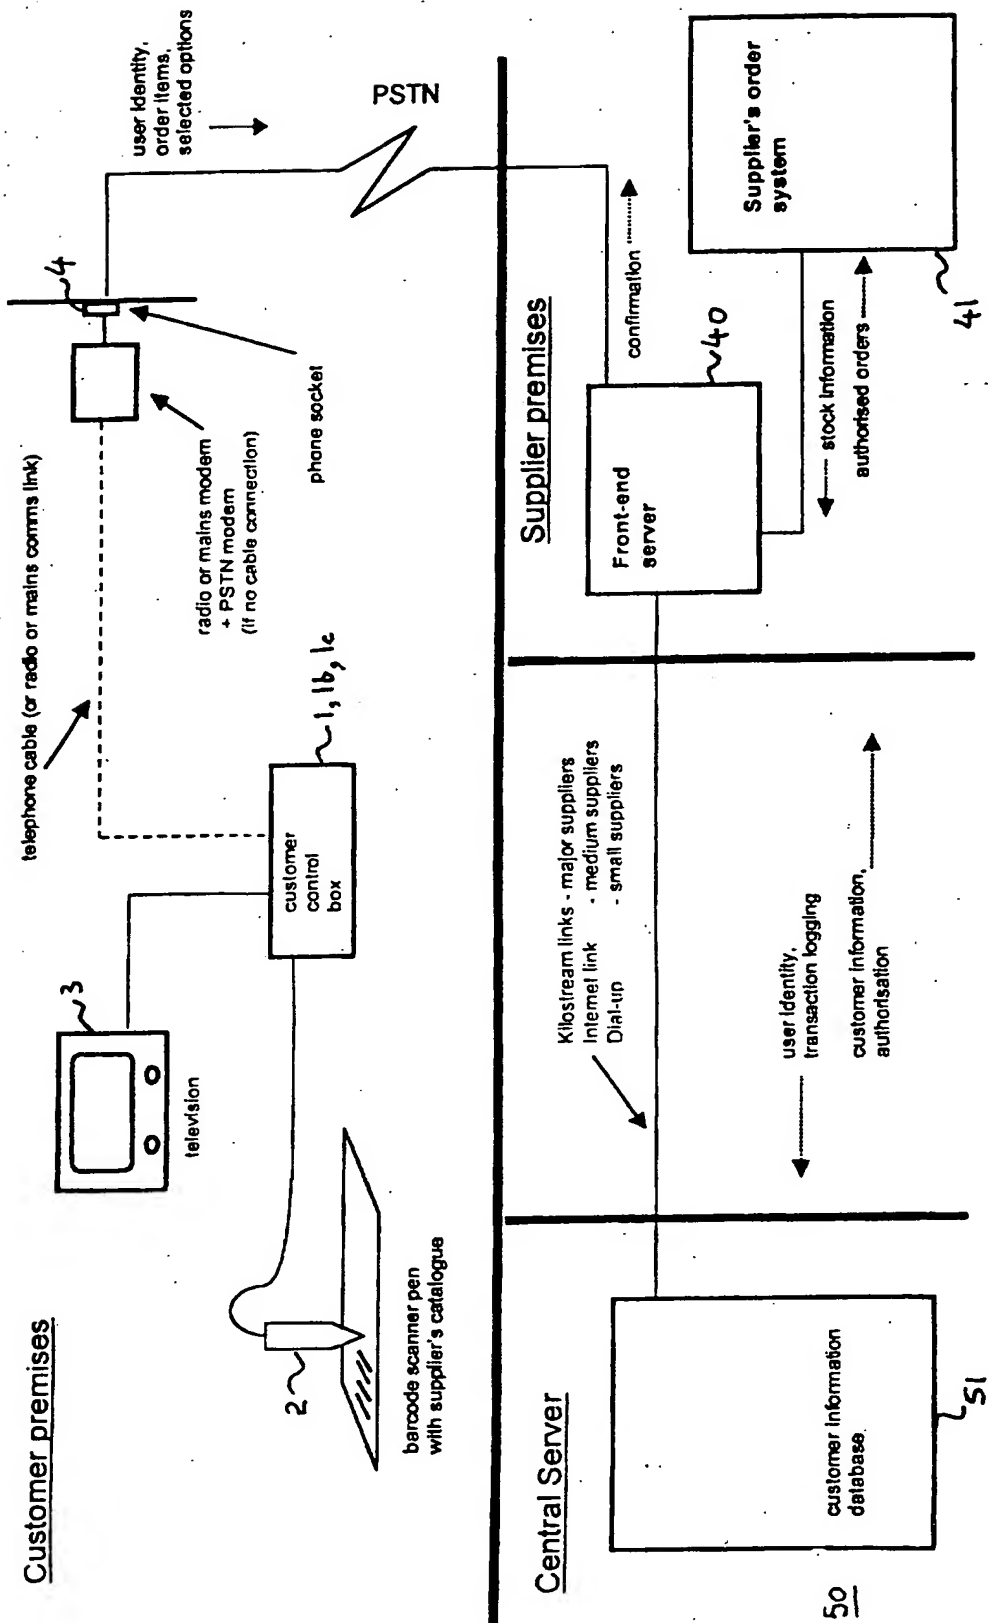 Customer premises
3
television
2
barcode scanner pen
with supplier's catalogue
customer
control
box
1, 1b, 1c
telephone cable (or radio or mains comms link)
radio or mains modem
+ PSTN modem
(if no cable connection)
4
phone socket
user identity,
order items,
selected options
PSTN
Central Server
customer information
database
50
51
Kilostream links - major suppliers
Internet link - medium suppliers
Dial-up - small suppliers
user identity,
transaction logging
customer information,
authorisation
Supplier premises
Front-end
server
40
confirmation
stock information
authorised orders
Supplier's order
system
41